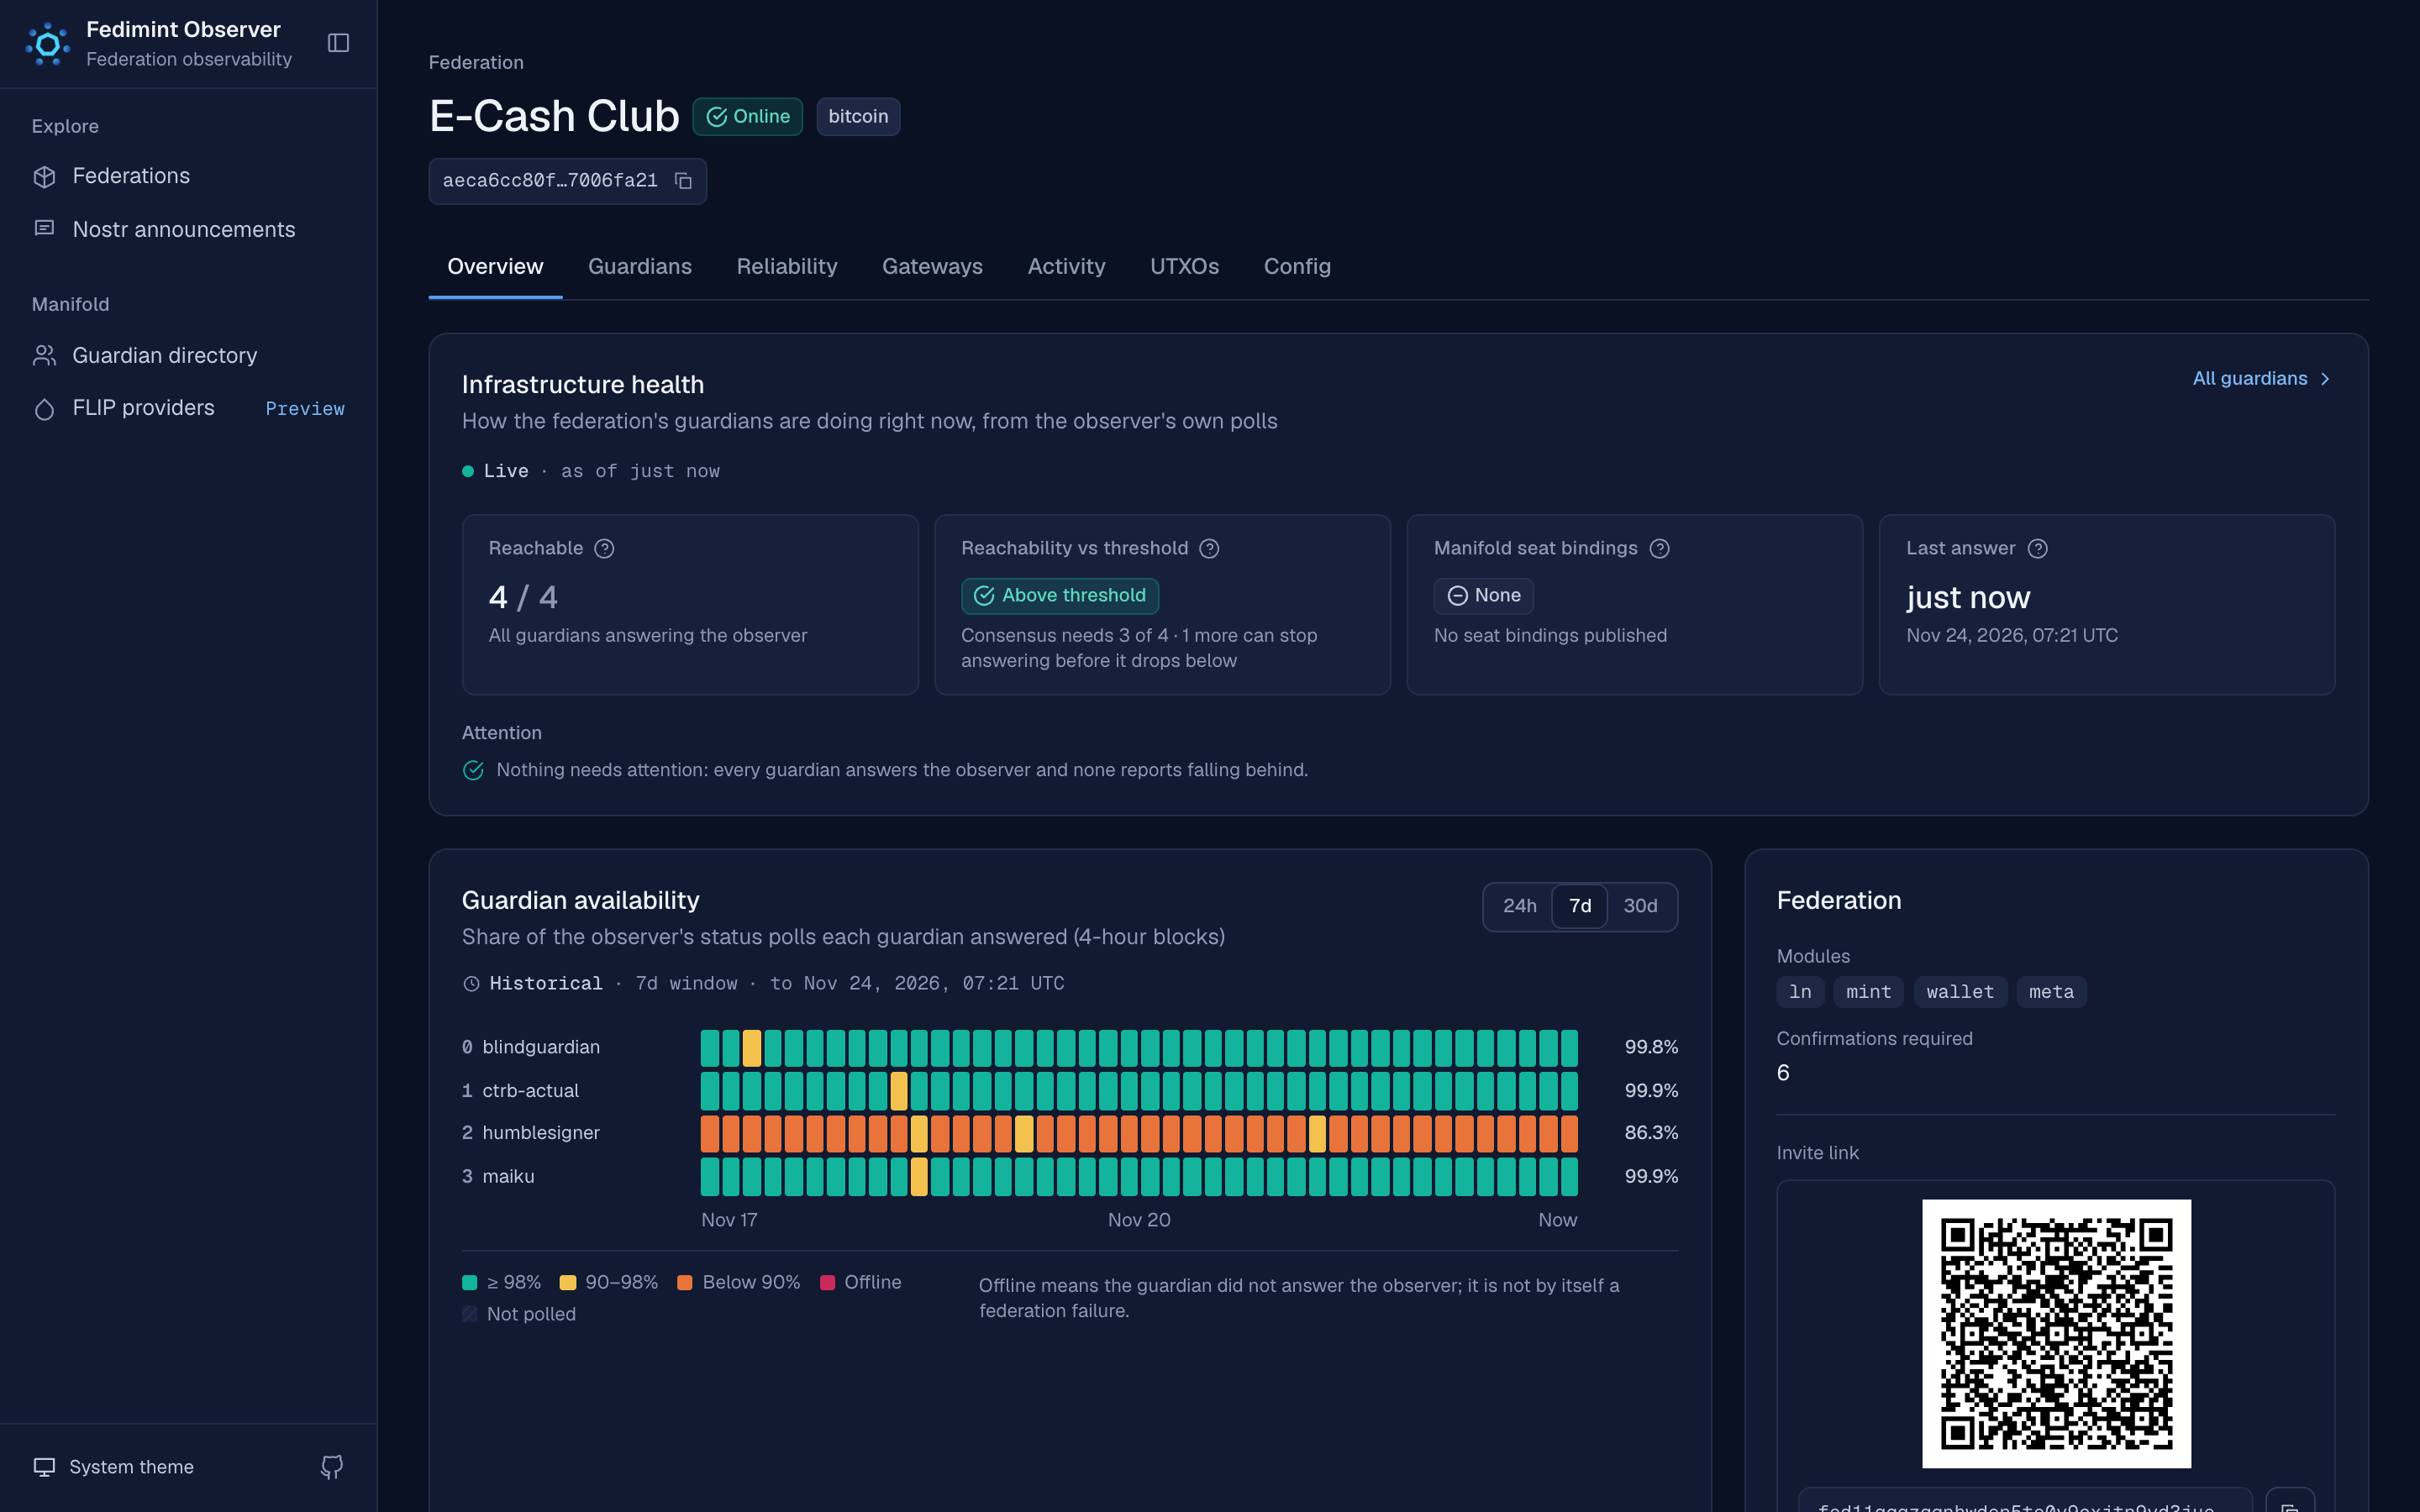 Fedimint Observer
Federation observability
Explore
Federations
Nostr announcements
Manifold
Guardian directory
FLIP providers Preview
System theme
Federation
E-Cash Club Online bitcoin
aeca6cc80f…7006fa21
Overview Guardians Reliability Gateways Activity UTXOs Config
Infrastructure health
All guardians
How the federation's guardians are doing right now, from the observer's own polls
Live · as of just now
Reachable
4 / 4
All guardians answering the observer
Reachability vs threshold
Above threshold
Consensus needs 3 of 4 · 1 more can stop
answering before it drops below
Manifold seat bindings
None
No seat bindings published
Last answer
just now
Nov 24, 2026, 07:21 UTC
Attention
Nothing needs attention: every guardian answers the observer and none reports falling behind.
Guardian availability
24h 7d 30d
Share of the observer's status polls each guardian answered (4-hour blocks)
Historical · 7d window · to Nov 24, 2026, 07:21 UTC
0 blindguardian 99.8%
1 ctrb-actual 99.9%
2 humblesigner 86.3%
3 maiku 99.9%
Nov 17 Nov 20 Now
≥ 98% 90–98% Below 90% Offline
Not polled
Offline means the guardian did not answer the observer; it is not by itself a
federation failure.
Federation
Modules
ln mint wallet meta
Confirmations required
6
Invite link